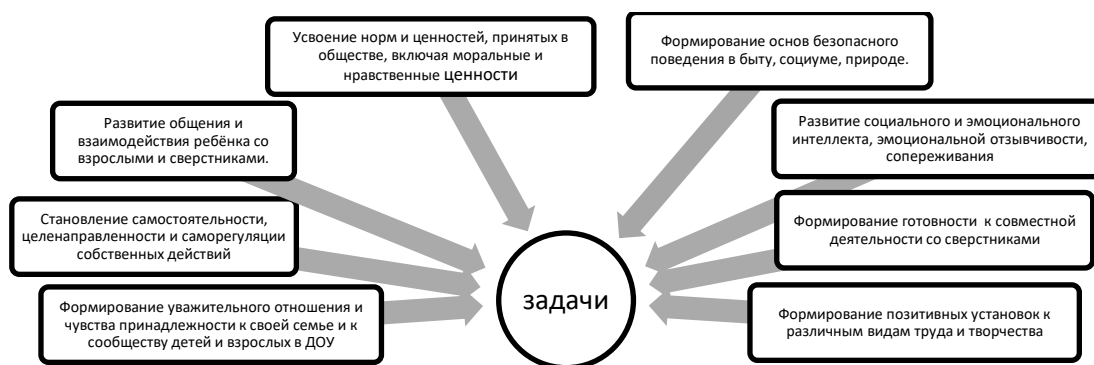 Усвоение норм и ценностей, принятых в
обществе, включая моральные и
нравственные ценности
Формирование основ безопасного
поведения в быту, социуме, природе.
Развитие общения и
взаимодействия ребёнка со
взрослыми и сверстниками.
Развитие социального и эмоционального
интеллекта, эмоциональной отзывчивости,
сопереживания
Становление самостоятельности,
целенаправленности и саморегуляции
собственных действий
Формирование готовности к совместной
деятельности со сверстниками
задачи
Формирование уважительного отношения и
чувства принадлежности к своей семье и к
сообществу детей и взрослых в ДОУ
Формирование позитивных установок к
различным видам труда и творчества